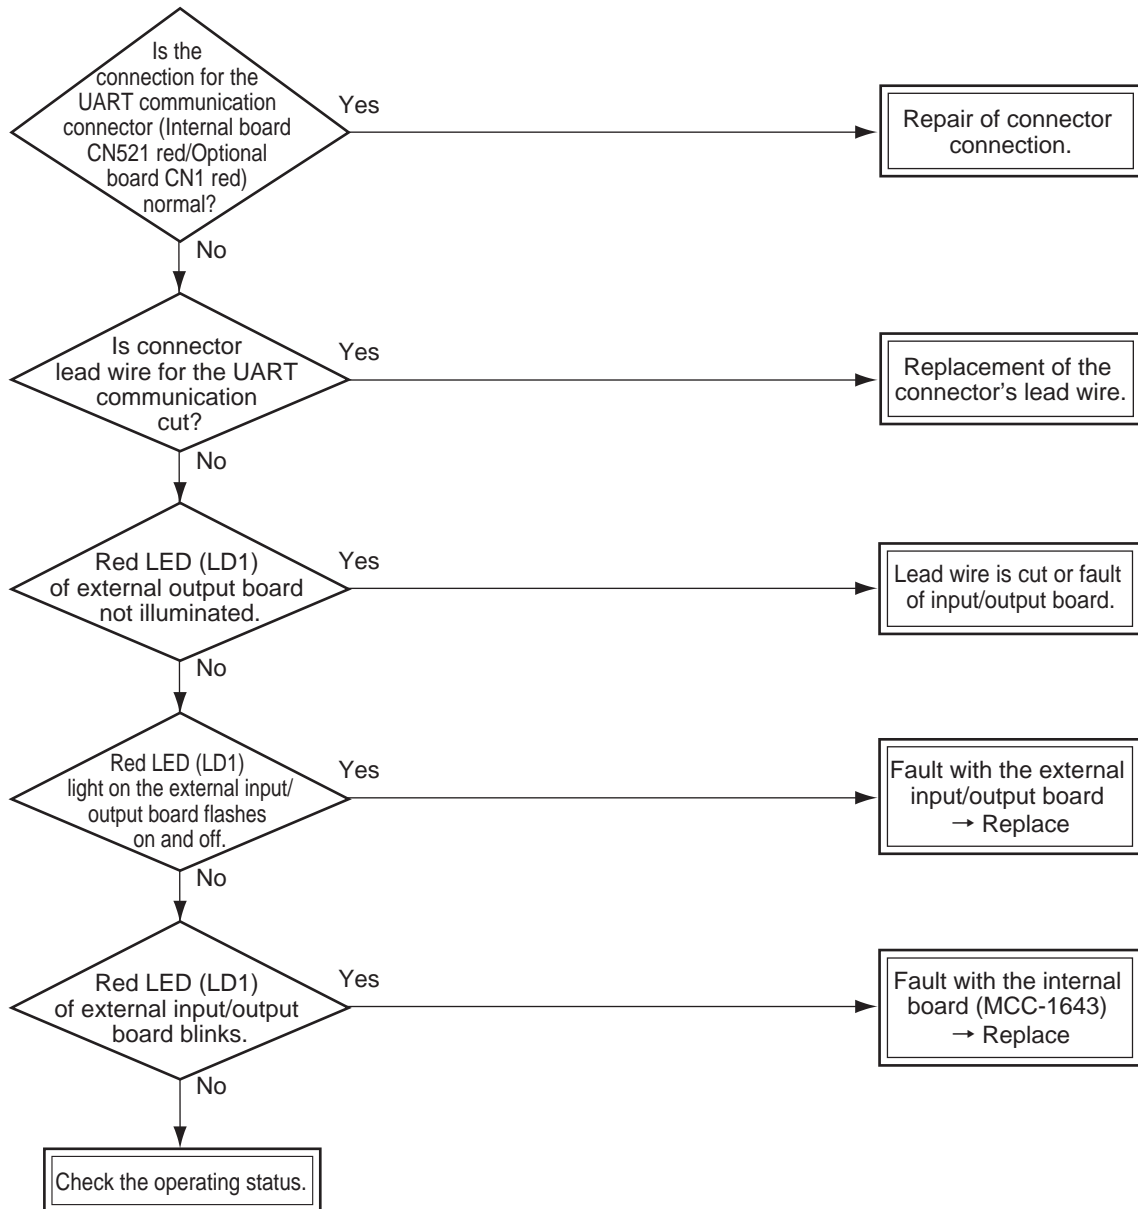 Is the
connection for the
UART communication
connector (Internal board
CN521 red/Optional
board CN1 red)
normal?
Yes
Repair of connector
connection.
No
Is connector
lead wire for the UART
communication
cut?
Yes
Replacement of the
connector's lead wire.
No
Red LED (LD1)
of external output board
not illuminated.
Yes
Lead wire is cut or fault
of input/output board.
No
Red LED (LD1)
light on the external input/
output board flashes
on and off.
Yes
Fault with the external
input/output board
→ Replace
No
Red LED (LD1)
of external input/output
board blinks.
Yes
Fault with the internal
board (MCC-1643)
→ Replace
No
Check the operating status.